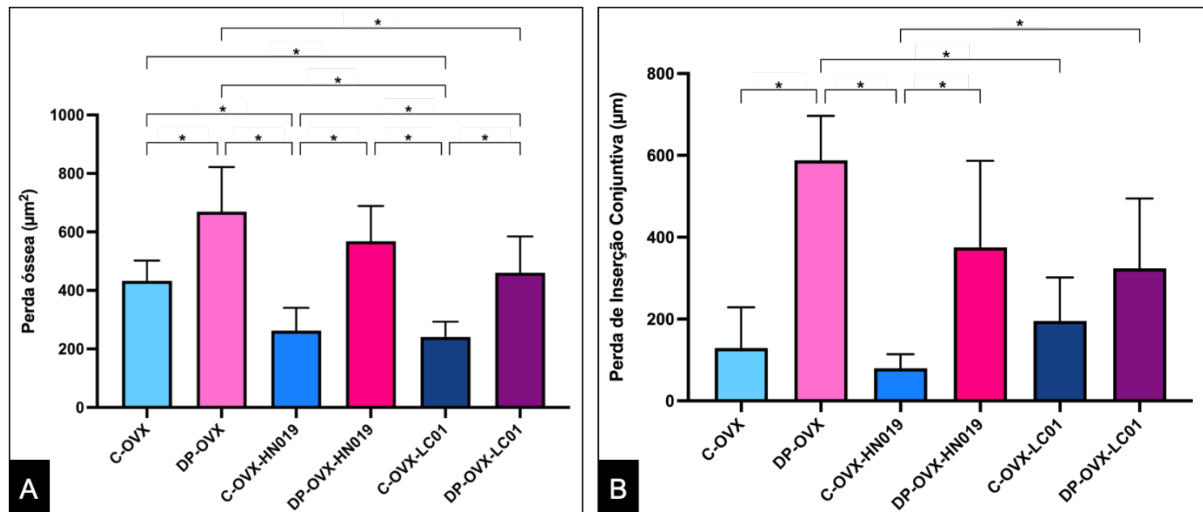 *
*
*
*
*
*
*
*
*
*
*
Perda óssea (µm²)
1000
800
600
400
200
0
C-OVX
DP-OVX
C-OVX-HN019
DP-OVX-HN019
C-OVX-LC01
DP-OVX-LC01
A
*
*
*
*
*
Perda de Inserção Conjuntiva (µm)
800
600
400
200
0
C-OVX
DP-OVX
C-OVX-HN019
DP-OVX-HN019
C-OVX-LC01
DP-OVX-LC01
B